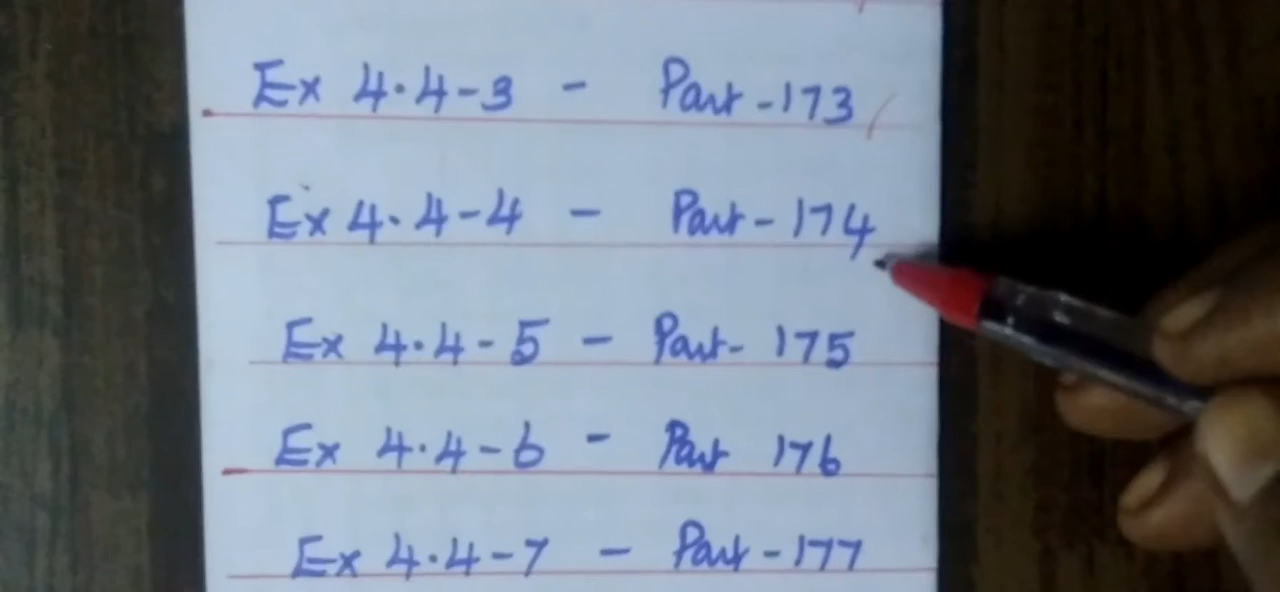 Ex 4.4-3 - Part-173
Ex 4.4-4 - Part-174
Ex 4.4-5 - Part-175
Ex 4.4-6 - Part 176
Ex 4.4-7 - Part-177